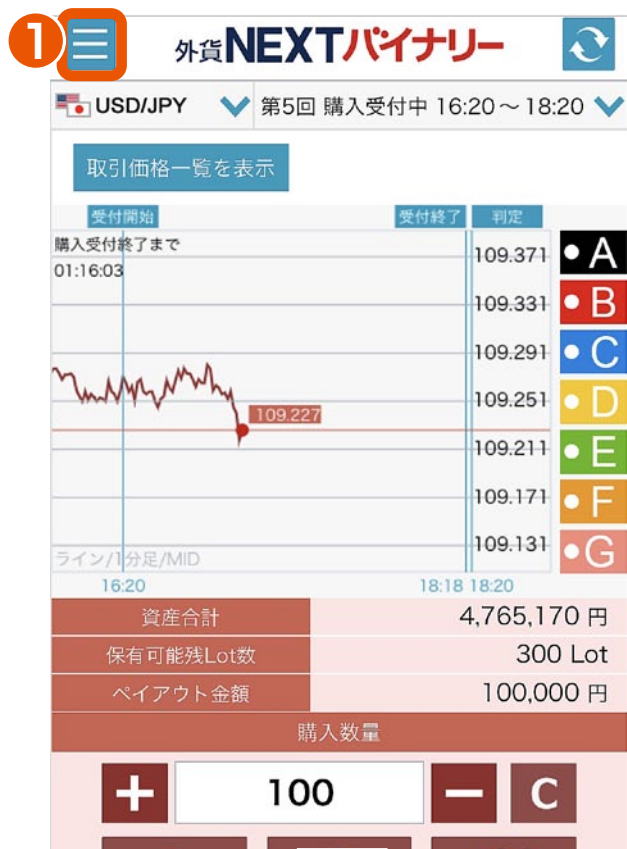 1
外貨NEXTバイナリー
USD/JPY 第5回 購入受付中 16:20～18:20
取引価格一覧を表示
受付開始 受付終了 判定
購入受付終了まで
01:16:03
109.371 A
109.331 B
109.291 C
109.251 D
109.227
109.211 E
109.171 F
109.131 G
ライン/1分足/MID
16:20 18:18 18:20
資産合計 4,765,170 円
保有可能残Lot数 300 Lot
ペイアウト金額 100,000 円
購入数量
+ 100 − C